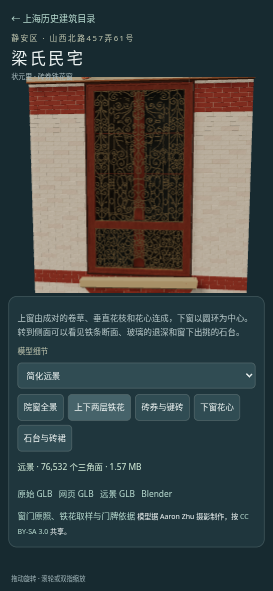 ← 上海历史建筑目录
静安区 · 山西北路457弄61号
梁氏民宅
状元里 · 砖券铁花窗
上窗由成对的卷草、垂直花枝和花心连成，下窗以圆环为中心。
转到侧面可以看见铁条断面、玻璃的退深和窗下出挑的石台。
模型细节
简化远景
院窗全景 上下两层铁花 砖券与键砖 下窗花心
石台与砖裙
远景 · 76,532 个三角面 · 1.57 MB
原始 GLB 网页 GLB 远景 GLB Blender
窗门原照、铁花取样与门牌依据 模型据 Aaron Zhu 摄影制作，按 CC
BY-SA 3.0 共享。
拖动旋转 · 滚轮或双指缩放